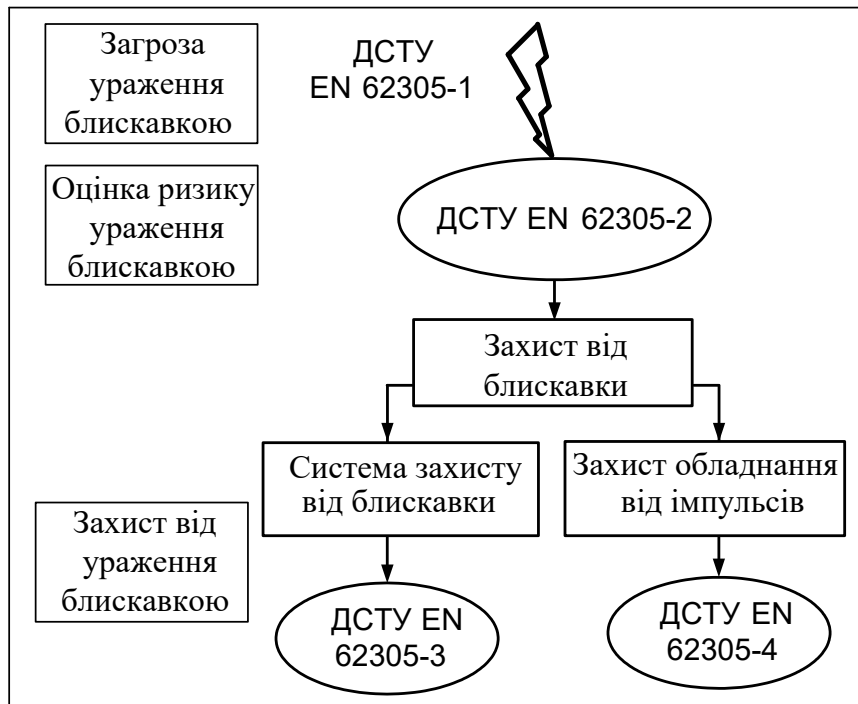 Загроза
ураження
блискавкою
ДСТУ
EN 62305-1
Оцінка ризику
ураження
блискавкою
ДСТУ EN 62305-2
Захист від
блискавки
Система захисту
від блискавки
Захист обладнання
від імпульсів
Захист від
ураження
блискавкою
ДСТУ EN
62305-3
ДСТУ EN
62305-4